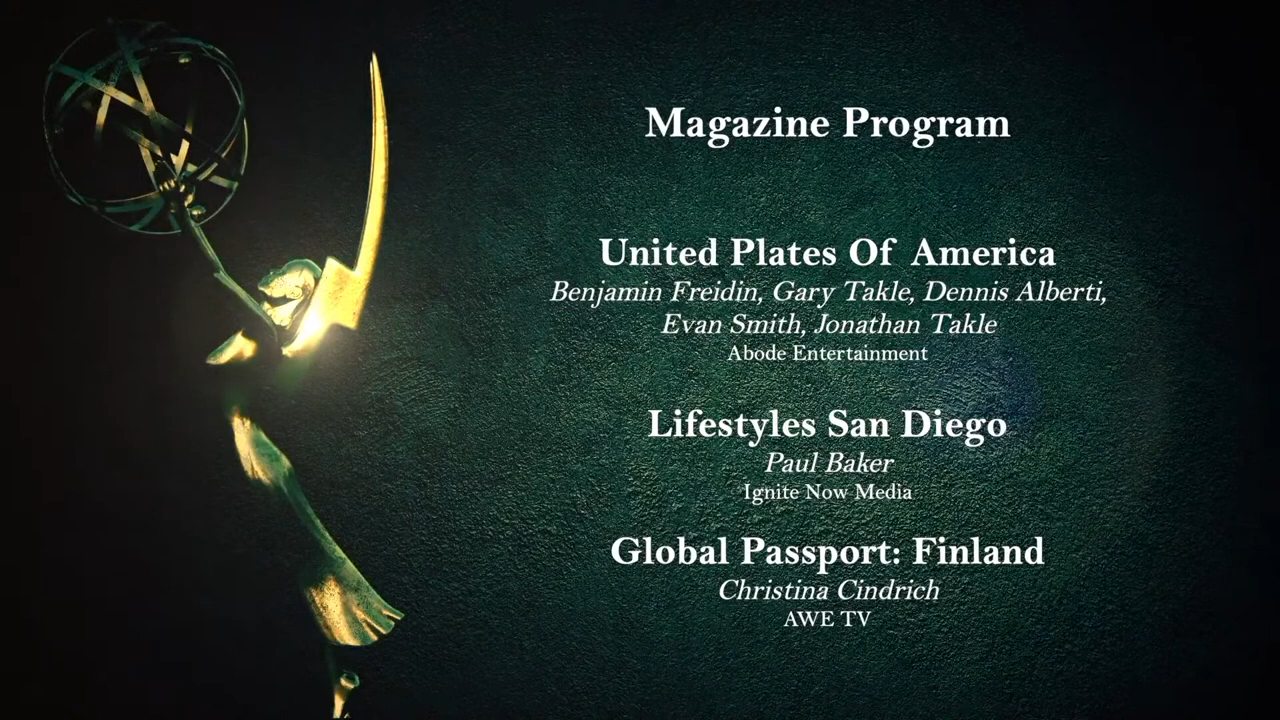 Magazine Program
United Plates Of America
Benjamin Freidin, Gary Takle, Dennis Alberti,
Evan Smith, Jonathan Takle
Abode Entertainment
Lifestyles San Diego
Paul Baker
Ignite Now Media
Global Passport: Finland
Christina Cindrich
AWE TV